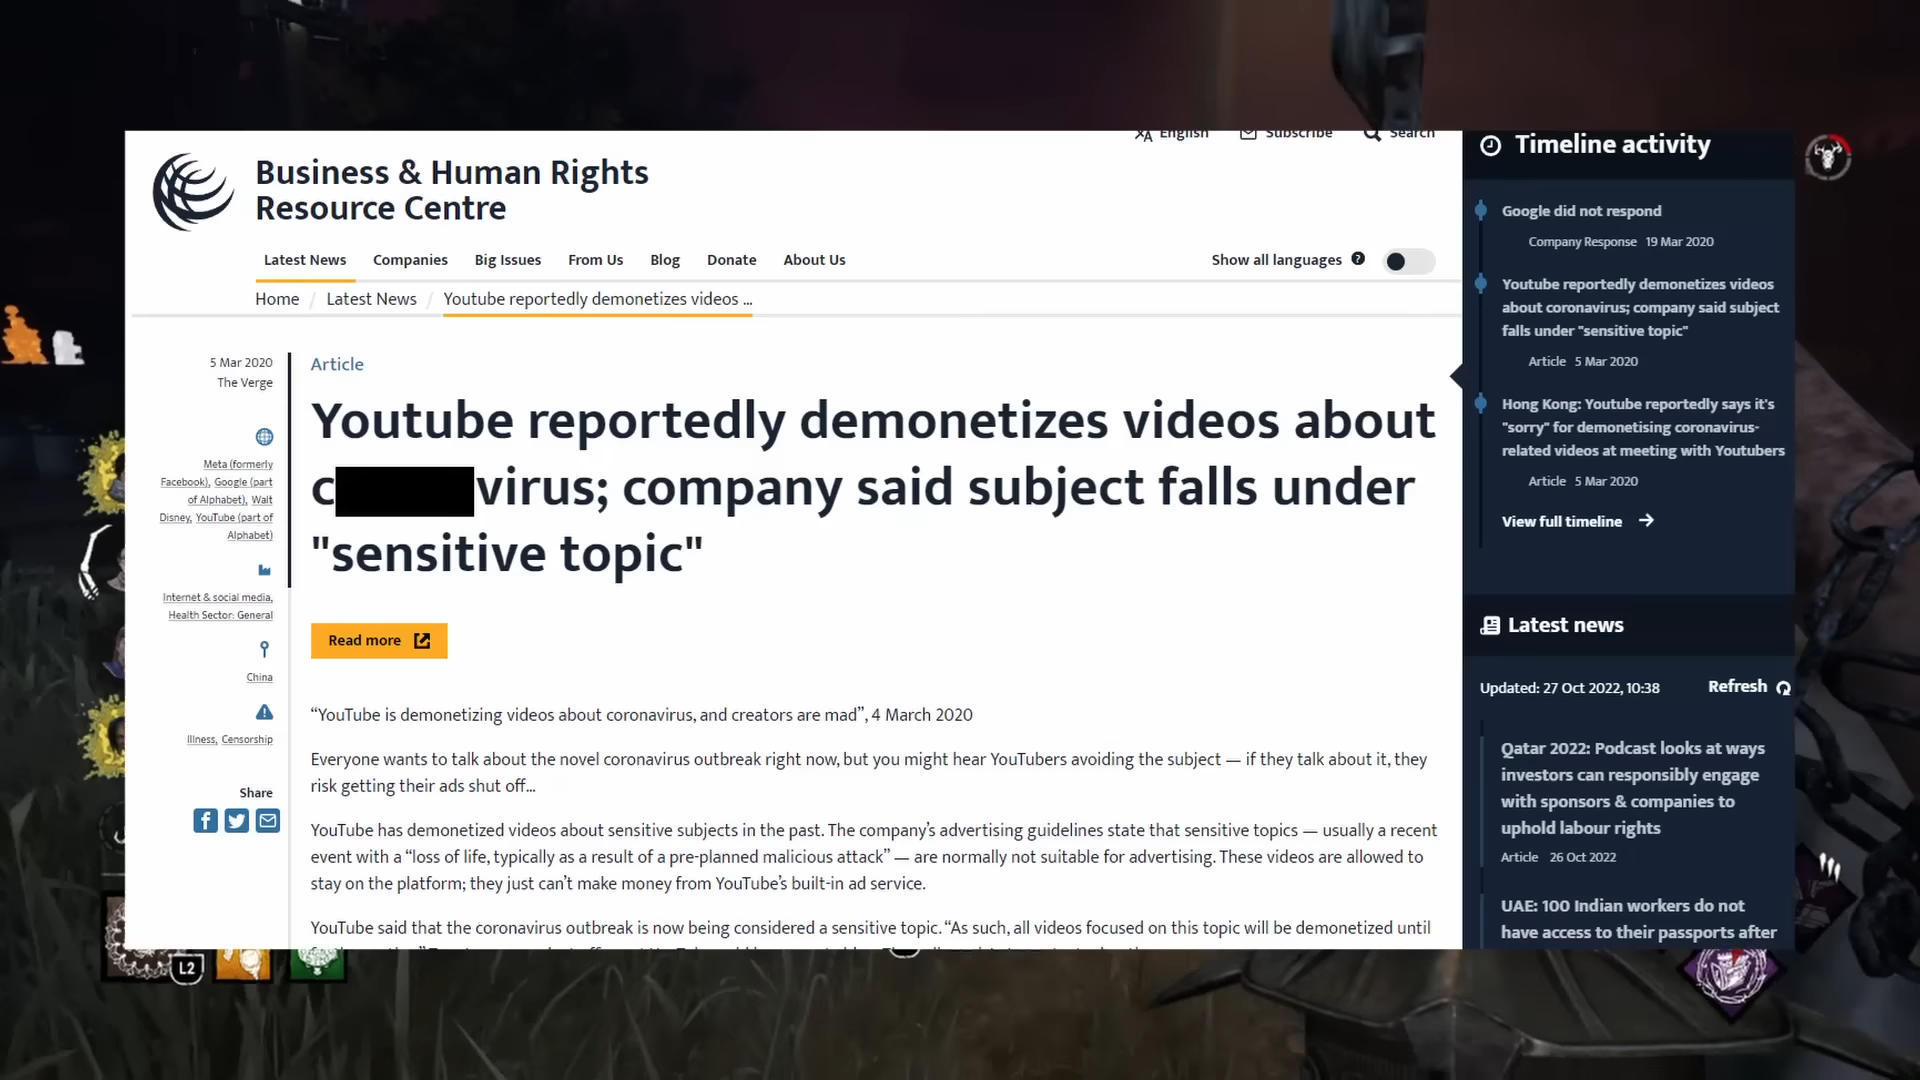 English Subscribe Search
Business & Human Rights
Resource Centre
Latest News Companies Big Issues From Us Blog Donate About Us
Show all languages ?
Home / Latest News / Youtube reportedly demonetizes videos ...
5 Mar 2020
The Verge
Meta (formerly
Facebook), Google (part
of Alphabet), Walt
Disney, YouTube (part of
Alphabet)
Internet & social media,
Health Sector: General
China
Illness, Censorship
Share
Article
Youtube reportedly demonetizes videos about
c virus; company said subject falls under
"sensitive topic"
Read more
“YouTube is demonetizing videos about coronavirus, and creators are mad”, 4 March 2020
Everyone wants to talk about the novel coronavirus outbreak right now, but you might hear YouTubers avoiding the subject — if they talk about it, they
risk getting their ads shut off…
YouTube has demonetized videos about sensitive subjects in the past. The company’s advertising guidelines state that sensitive topics — usually a recent
event with a “loss of life, typically as a result of a pre-planned malicious attack” — are normally not suitable for advertising. These videos are allowed to
stay on the platform; they just can’t make money from YouTube’s built-in ad service.
YouTube said that the coronavirus outbreak is now being considered a sensitive topic. “As such, all videos focused on this topic will be demonetized until
Timeline activity
Google did not respond
Company Response 19 Mar 2020
Youtube reportedly demonetizes videos
about coronavirus; company said subject
falls under "sensitive topic"
Article 5 Mar 2020
Hong Kong: Youtube reportedly says it's
"sorry" for demonetising coronavirus-
related videos at meeting with Youtubers
Article 5 Mar 2020
View full timeline
Latest news
Updated: 27 Oct 2022, 10:38 Refresh
Qatar 2022: Podcast looks at ways
investors can responsibly engage
with sponsors & companies to
uphold labour rights
Article 26 Oct 2022
UAE: 100 Indian workers do not
have access to their passports after
L2